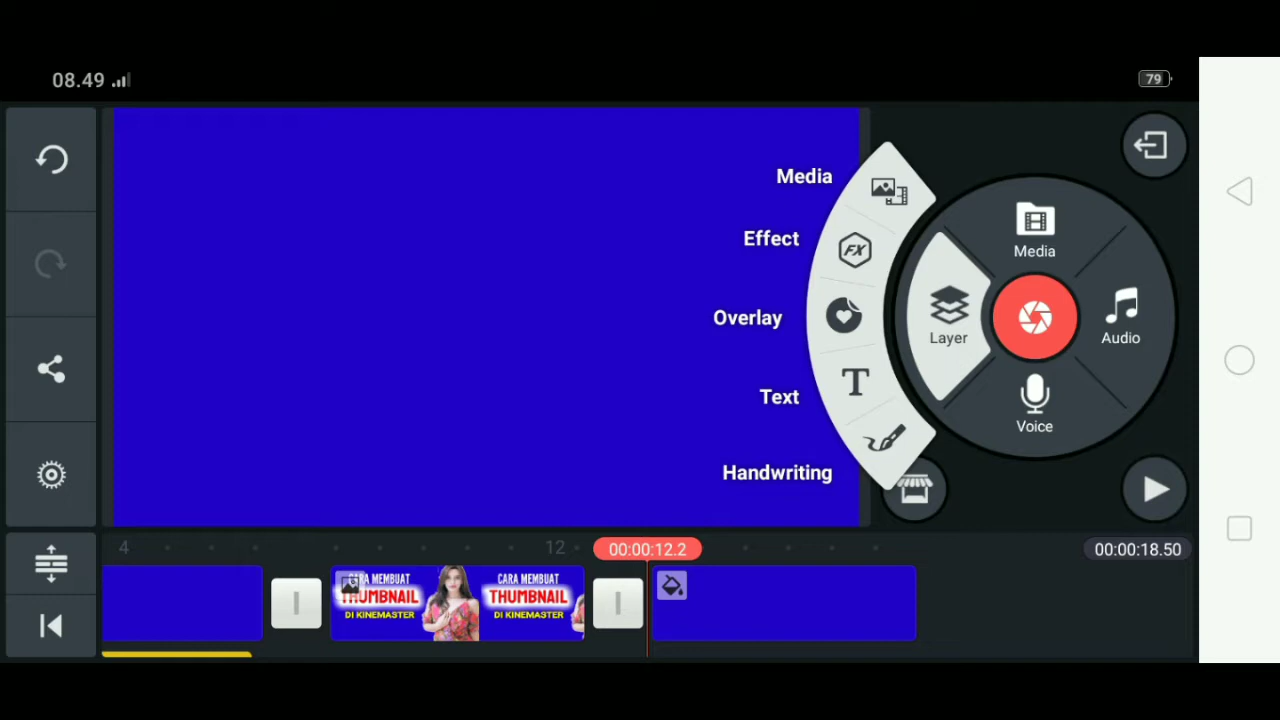 08.49
79
Media
Effect
FX
Overlay
T
Text
Handwriting
Media
Layer
Audio
Voice
4
12
00:00:12.2
00:00:18.50
CARA MEMBUAT
THUMBNAIL
DI KINEMASTER
CARA MEMBUAT
THUMBNAIL
DI KINEMASTER